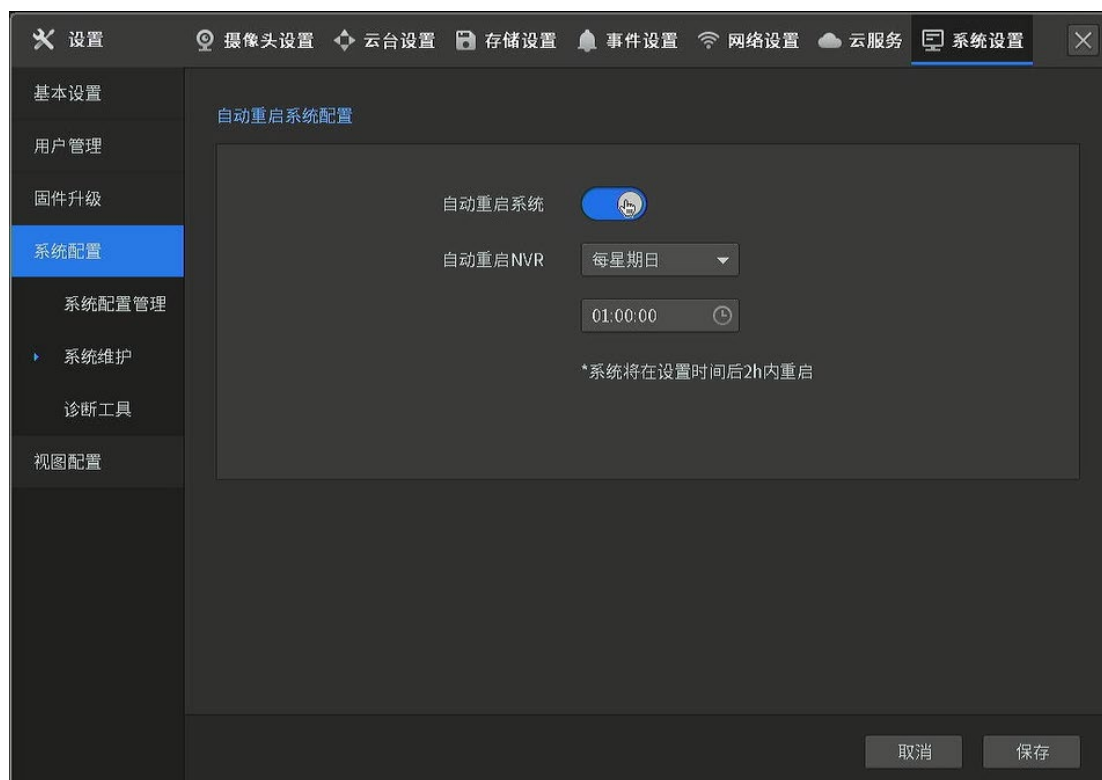 设置 摄像头设置 云台设置 存储设置 事件设置 网络设置 云服务 系统设置
基本设置
用户管理
固件升级
系统配置
系统配置管理
系统维护
诊断工具
视图配置
自动重启系统配置
自动重启系统
自动重启NVR 每星期日
01:00:00
*系统将在设置时间后2h内重启
取消 保存